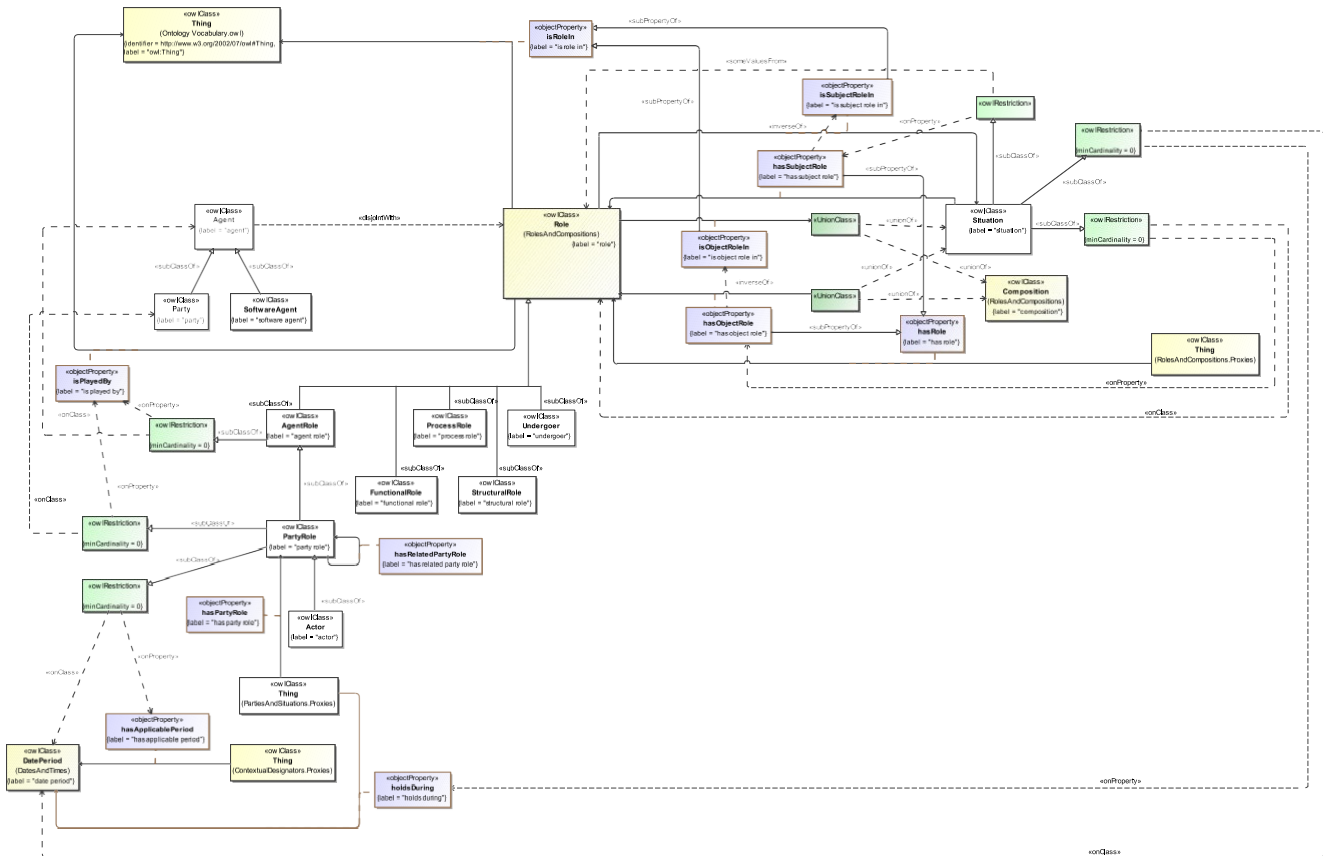 «owlClass»
Thing
(Ontology Vocabulary.owl)
{identifier = http://www.w3.org/2002/07/owl#Thing,
label = "owl:Thing"}
«objectProperty»
isRoleIn
{label = "is role in"}
«subPropertyOf»
«someValuesFrom»
«subPropertyOf»
«objectProperty»
isSubjectRoleIn
{label = "is subject role in"}
«owlRestriction»
«inverseOf»
«onProperty»
«owlRestriction»
{minCardinality = 0}
«objectProperty»
hasSubjectRole
{label = "has subject role"}
«subPropertyOf»
«subClassOf»
«subClassOf»
«owlClass»
Agent
{label = "agent"}
«disjointWith»
«owlClass»
Role
(RolesAndCompositions)
{label = "role"}
«UnionClass»
«unionOf»
«owlClass»
Situation
{label = "situation"}
«subClassOf»
«owlRestriction»
{minCardinality = 0}
«objectProperty»
isObjectRoleIn
{label = "is object role in"}
«subClassOf»
«subClassOf»
«unionOf»
«unionOf»
«inverseOf»
«owlClass»
Party
{label = "party"}
«owlClass»
SoftwareAgent
{label = "software agent"}
«UnionClass»
«unionOf»
«owlClass»
Composition
(RolesAndCompositions)
{label = "composition"}
«objectProperty»
hasObjectRole
{label = "has object role"}
«subPropertyOf»
«objectProperty»
hasRole
{label = "has role"}
«owlClass»
Thing
(RolesAndCompositions.Proxies)
«objectProperty»
isPlayedBy
{label = "is played by"}
«onProperty»
«onClass»
«onProperty»
«onClass»
«subClassOf»
«subClassOf»
«subClassOf»
«owlRestriction»
{minCardinality = 0}
«subClassOf»
«owlClass»
AgentRole
{label = "agent role"}
«owlClass»
ProcessRole
{label = "process role"}
«owlClass»
Undergoer
{label = "undergoer"}
«subClassOf»
«subClassOf»
«subClassOf»
«onProperty»
«onClass»
«owlClass»
FunctionalRole
{label = "functional role"}
«owlClass»
StructuralRole
{label = "structural role"}
«owlRestriction»
{minCardinality = 0}
«subClassOf»
«owlClass»
PartyRole
{label = "party role"}
«objectProperty»
hasRelatedPartyRole
{label = "has related party role"}
«subClassOf»
«owlRestriction»
{minCardinality = 0}
«objectProperty»
hasPartyRole
{label = "has party role"}
«subClassOf»
«owlClass»
Actor
{label = "actor"}
«onClass»
«onProperty»
«owlClass»
Thing
(PartiesAndSituations.Proxies)
«objectProperty»
hasApplicablePeriod
{label = "has applicable period"}
«owlClass»
DatePeriod
(DatesAndTimes)
{label = "date period"}
«owlClass»
Thing
(ContextualDesignators.Proxies)
«objectProperty»
holdsDuring
{label = "holds during"}
«onProperty»
«onClass»